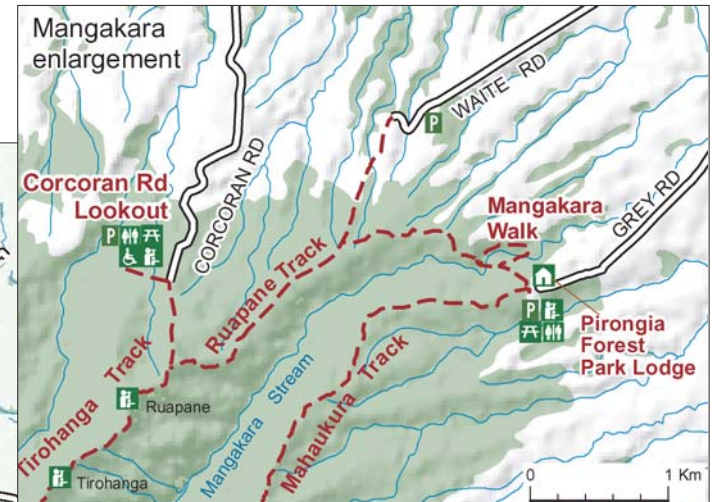 Mangakara
enlargement
WAITE RD
P
Corcoran Rd
Lookout
P
CORCORAN RD
Mangakara
Walk
GREY RD
Ruapane Track
P
Pirongia
Forest
Park Lodge
Tirohanga Track
Ruapane
Mangakara Stream
Mahaukura Track
Tirohanga
0 1 Km